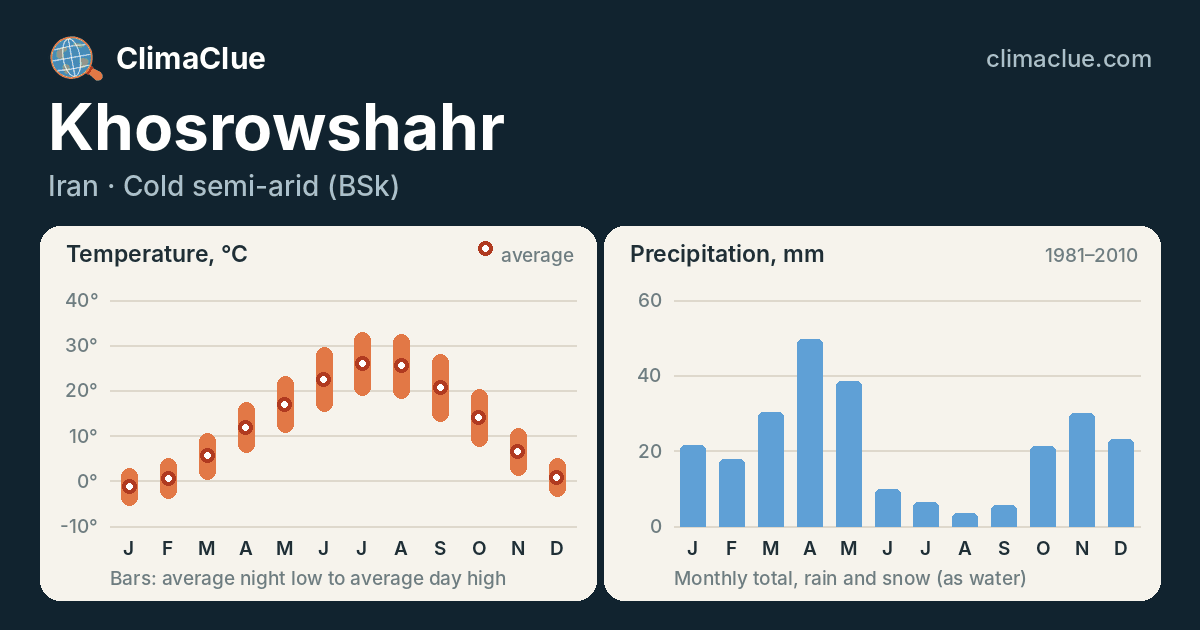 ClimaClue
climaclue.com
Khosrowshahr
Iran · Cold semi-arid (BSk)
Temperature, °C
average
40°
30°
20°
10°
0°
-10°
J F M A M J J A S O N D
Bars: average night low to average day high
Precipitation, mm
1981–2010
60
40
20
0
J F M A M J J A S O N D
Monthly total, rain and snow (as water)